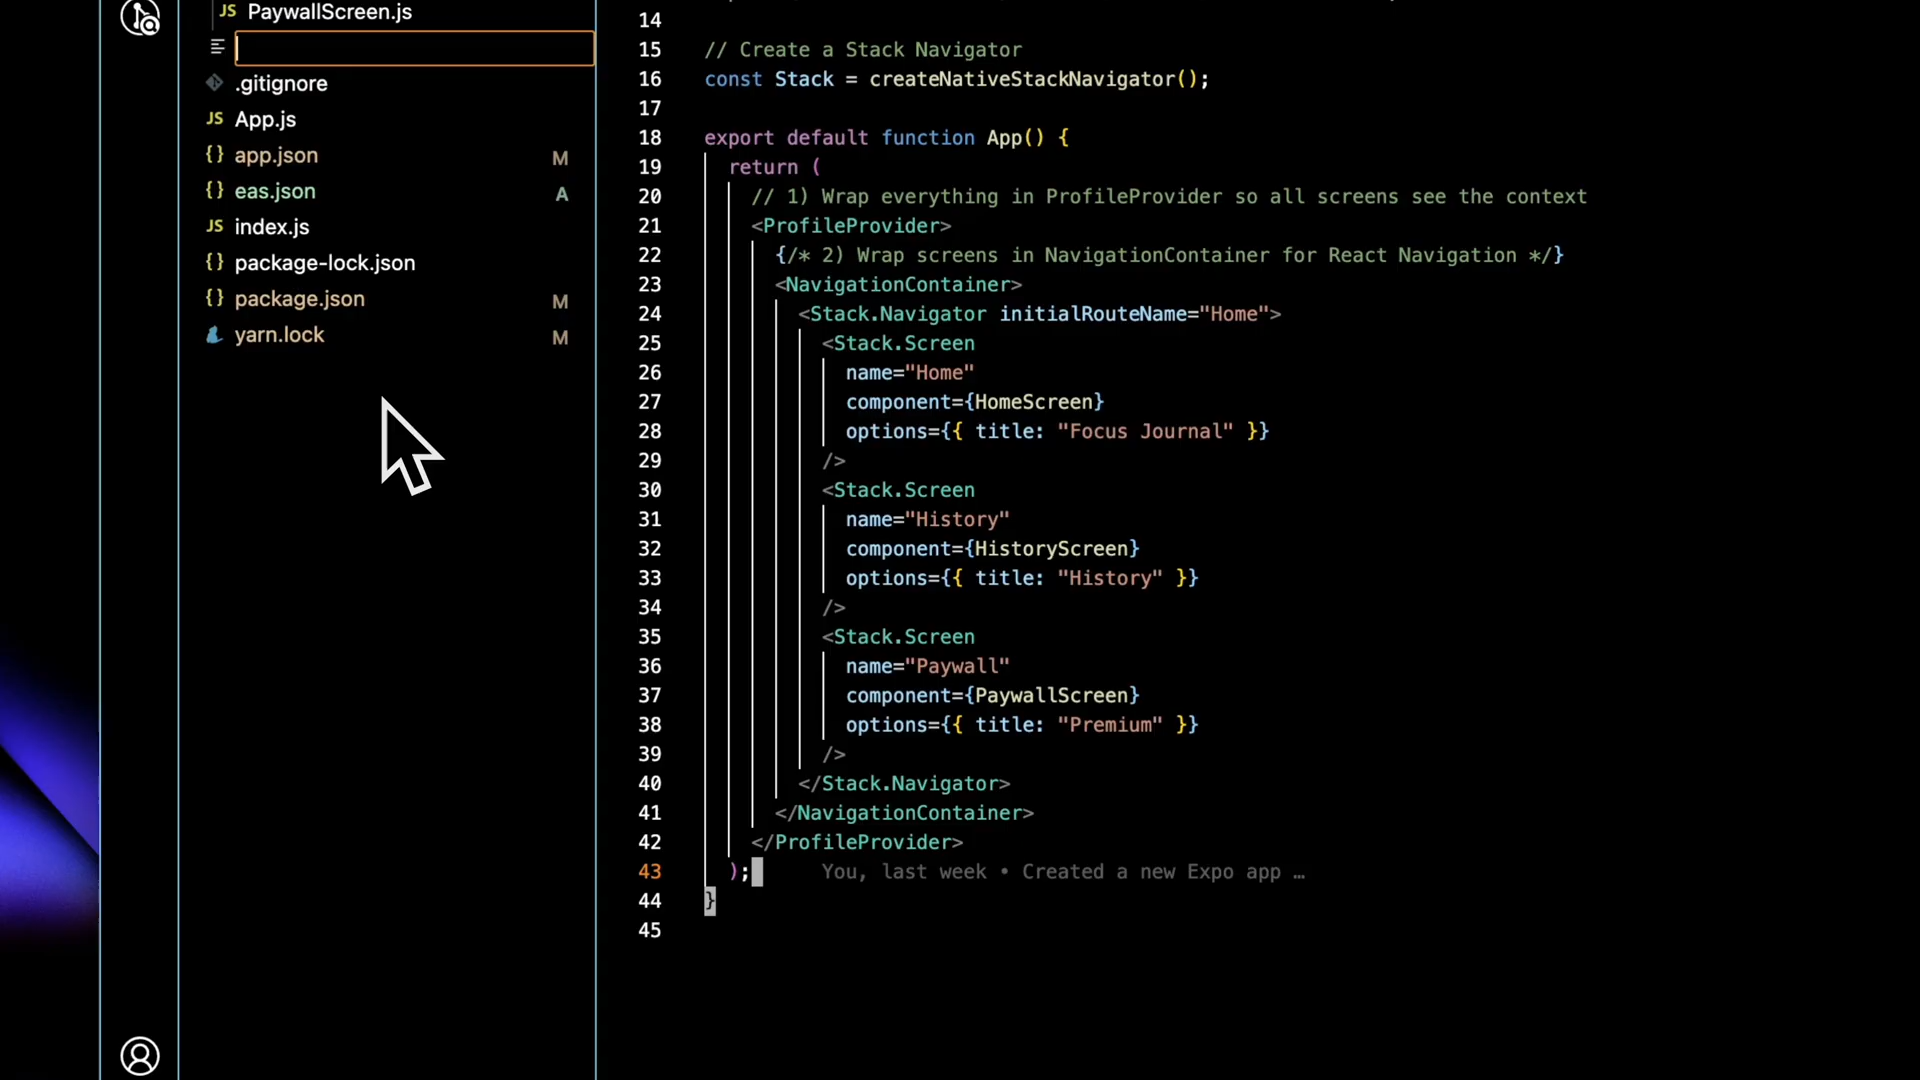 PaywallScreen.js
.gitignore
JS App.js
{} app.json M
{} eas.json A
JS index.js
{} package-lock.json
{} package.json M
yarn.lock M
14
15 // Create a Stack Navigator
16 const Stack = createNativeStackNavigator();
17
18 export default function App() {
19 return (
20 // 1) Wrap everything in ProfileProvider so all screens see the context
21 <ProfileProvider>
22 {/* 2) Wrap screens in NavigationContainer for React Navigation */}
23 <NavigationContainer>
24 <Stack.Navigator initialRouteName="Home">
25 <Stack.Screen
26 name="Home"
27 component={HomeScreen}
28 options={{ title: "Focus Journal" }}
29 />
30 <Stack.Screen
31 name="History"
32 component={HistoryScreen}
33 options={{ title: "History" }}
34 />
35 <Stack.Screen
36 name="Paywall"
37 component={PaywallScreen}
38 options={{ title: "Premium" }}
39 />
40 </Stack.Navigator>
41 </NavigationContainer>
42 </ProfileProvider>
43 ); You, last week • Created a new Expo app …
44 }
45